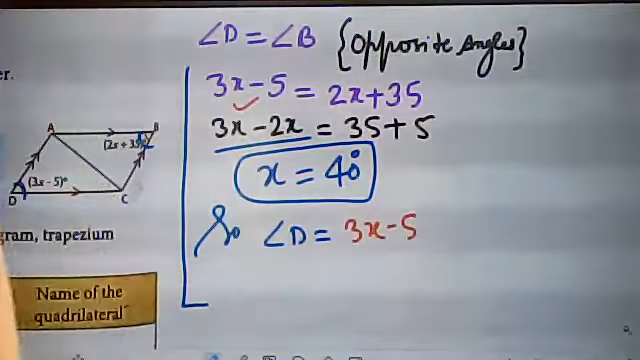 ∠D = ∠B {Opposite Angles}
er.
3x - 5 = 2x + 35
3x - 2x = 35 + 5
x = 40°
So ∠D = 3x - 5
A B
(2x + 35)
(3x - 5)°
D C
gram, trapezium
Name of the
quadrilateral